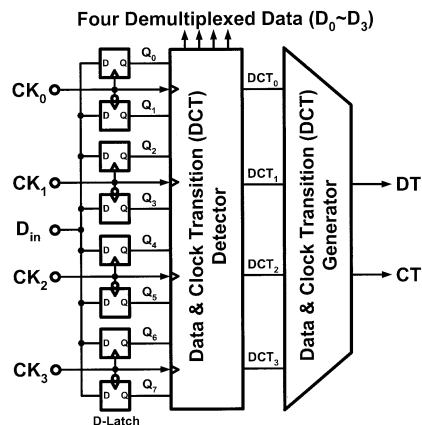 Four Demultiplexed Data (D₀~D₃)
D Q Q₀
CK₀
D Q Q₁
D Q Q₂
CK₁
D Q Q₃
Dᵢₙ
D Q Q₄
CK₂
D Q Q₅
D Q Q₆
CK₃
D Q Q₇
D-Latch
Data & Clock Transition (DCT)
Detector
DCT₀
DCT₁
DCT₂
DCT₃
Data & Clock Transition (DCT)
Generator
DT
CT